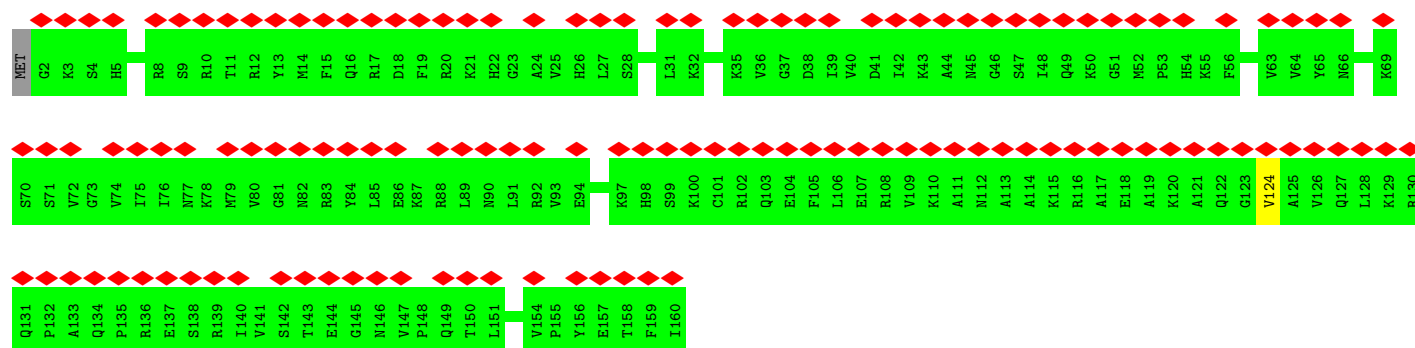 MET G2 K3 S4 H5 R8 S9 R10 T11 R12 Y13 M14 F15 Q16 R17 D18 F19 R20 K21 H22 G23 A24 V25 H26 L27 S28 L31 K32 K35 V36 G37 D38 I39 V40 D41 I42 K43 A44 N45 G46 S47 I48 Q49 K50 G51 M52 P53 H54 K55 F56 V63 V64 Y65 N66 K69
S70 S71 V72 G73 V74 I75 I76 N77 K78 M79 V80 G81 N82 R83 Y84 L85 E86 K87 R88 L89 N90 L91 R92 V93 E94 K97 H98 S99 K100 C101 R102 Q103 E104 F105 L106 E107 R108 V109 K110 A111 N112 A113 A114 K115 R116 A117 E118 A119 K120 A121 Q122 G123 V124 A125 V126 Q127 L128 K129 R130
Q131 P132 A133 Q134 P135 R136 E137 S138 R139 I140 V141 S142 T143 E144 G145 N146 V147 P148 Q149 T150 L151 V154 P155 Y156 E157 T158 F159 I160